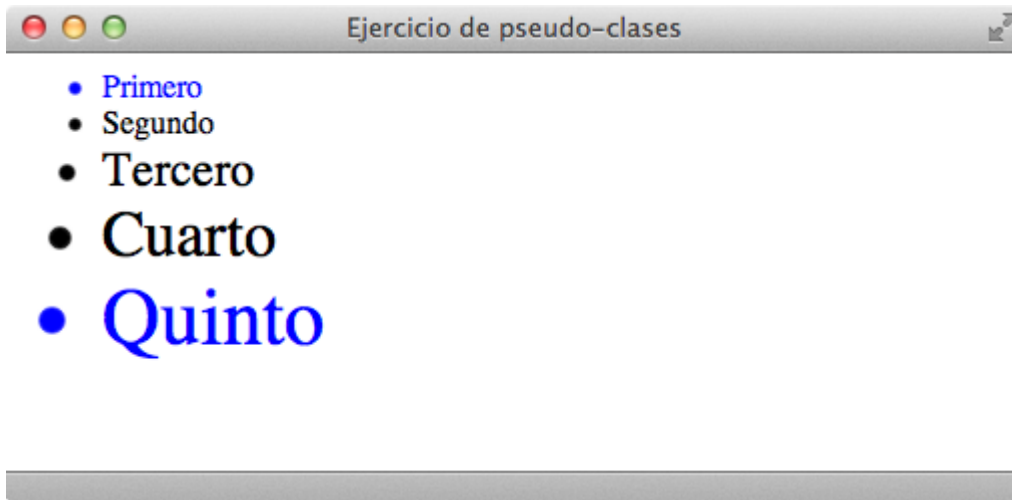 Ejercicio de pseudo-clases
Primero
Segundo
Tercero
Cuarto
Quinto